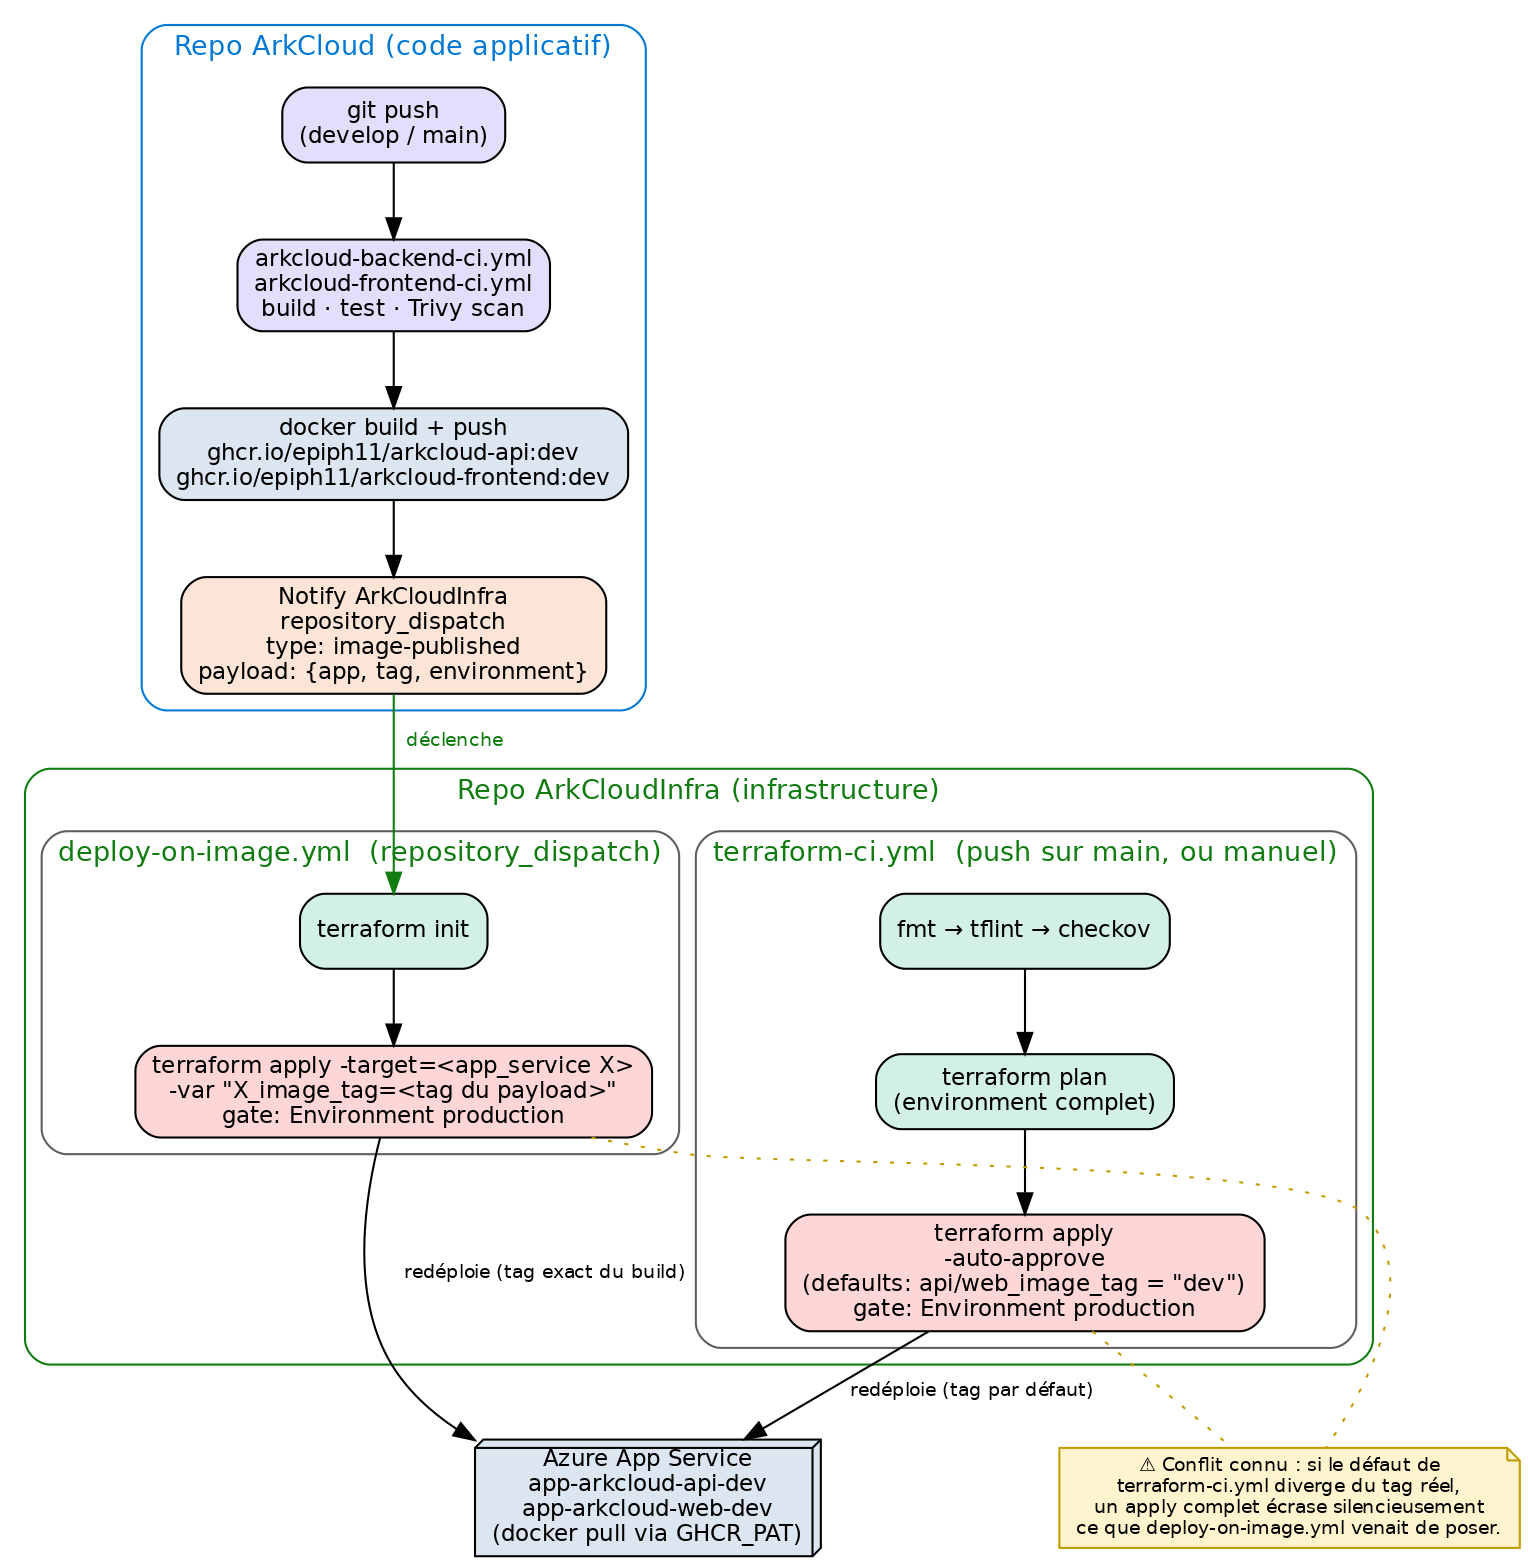 Repo ArkCloud (code applicatif)
git push
(develop / main)
arkcloud-backend-ci.yml
arkcloud-frontend-ci.yml
build · test · Trivy scan
docker build + push
ghcr.io/epiph11/arkcloud-api:dev
ghcr.io/epiph11/arkcloud-frontend:dev
Notify ArkCloudInfra
repository_dispatch
type: image-published
payload: {app, tag, environment}
déclenche
Repo ArkCloudInfra (infrastructure)
deploy-on-image.yml  (repository_dispatch)
terraform init
terraform apply -target=<app_service X>
-var "X_image_tag=<tag du payload>"
gate: Environment production
terraform-ci.yml  (push sur main, ou manuel)
fmt → tflint → checkov
terraform plan
(environment complet)
terraform apply
-auto-approve
(defaults: api/web_image_tag = "dev")
gate: Environment production
redéploie (tag exact du build)
redéploie (tag par défaut)
Azure App Service
app-arkcloud-api-dev
app-arkcloud-web-dev
(docker pull via GHCR_PAT)
⚠ Conflit connu : si le défaut de
terraform-ci.yml diverge du tag réel,
un apply complet écrase silencieusement
ce que deploy-on-image.yml venait de poser.